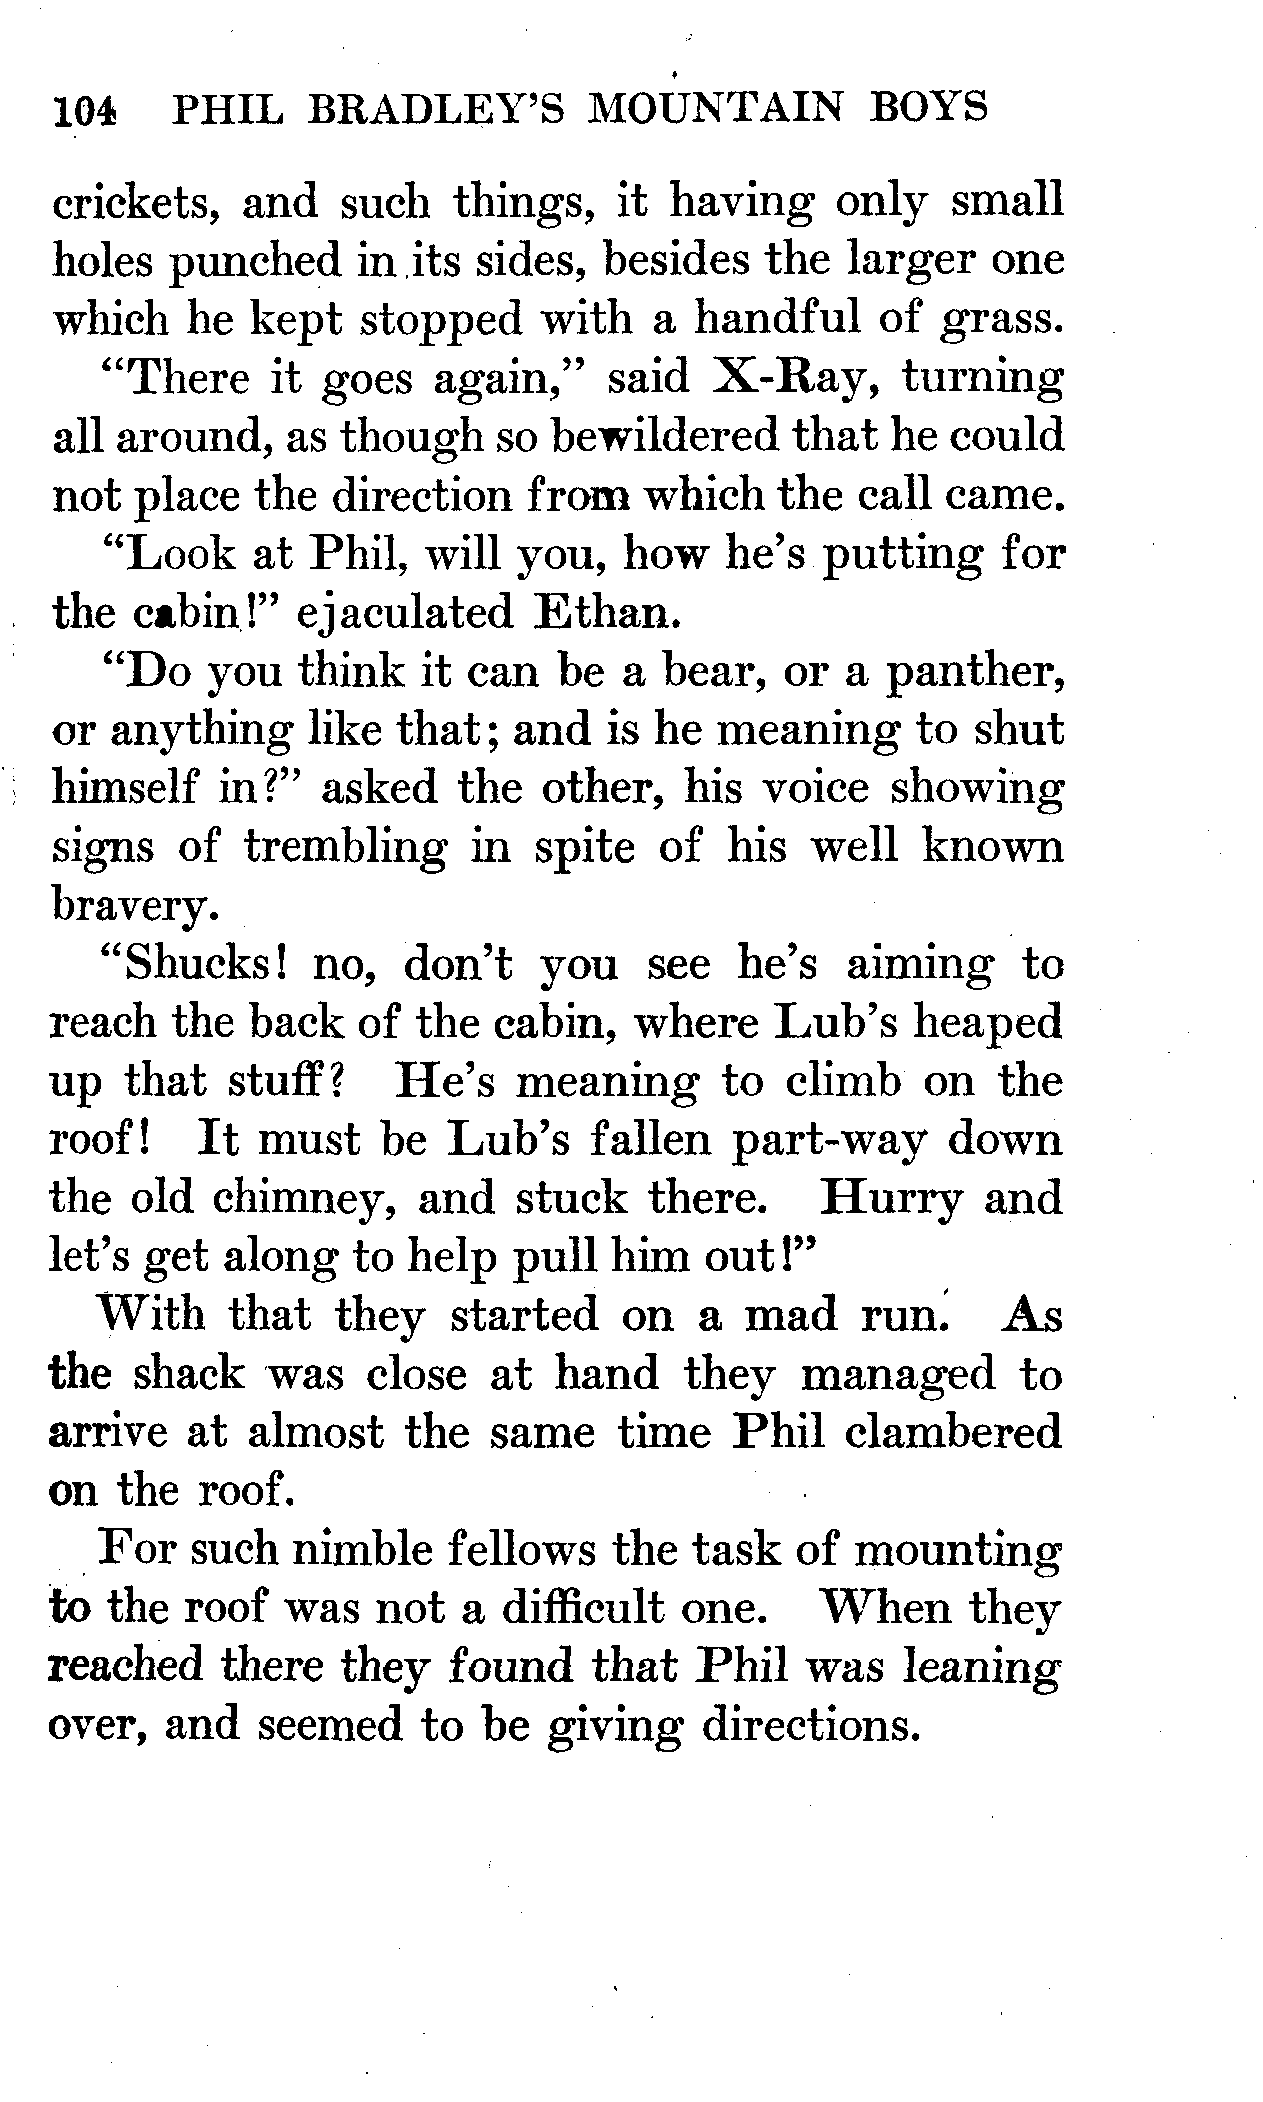 104 PHIL BRADLEY'S MOUNTAIN BOYS
crickets, and such things, it having only small
holes punched in its sides, besides the larger one
which he kept stopped with a handful of grass.
“There it goes again,” said X-Ray, turning
all around, as though so bewildered that he could
not place the direction from which the call came.
“Look at Phil, will you, how he's putting for
the cabin!” ejaculated Ethan.
“Do you think it can be a bear, or a panther,
or anything like that; and is he meaning to shut
himself in?” asked the other, his voice showing
signs of trembling in spite of his well known
bravery.
“Shucks! no, don't you see he's aiming to
reach the back of the cabin, where Lub's heaped
up that stuff? He's meaning to climb on the
roof! It must be Lub's fallen part-way down
the old chimney, and stuck there. Hurry and
let's get along to help pull him out!”
With that they started on a mad run. As
the shack was close at hand they managed to
arrive at almost the same time Phil clambered
on the roof.
For such nimble fellows the task of mounting
to the roof was not a difficult one. When they
reached there they found that Phil was leaning
over, and seemed to be giving directions.